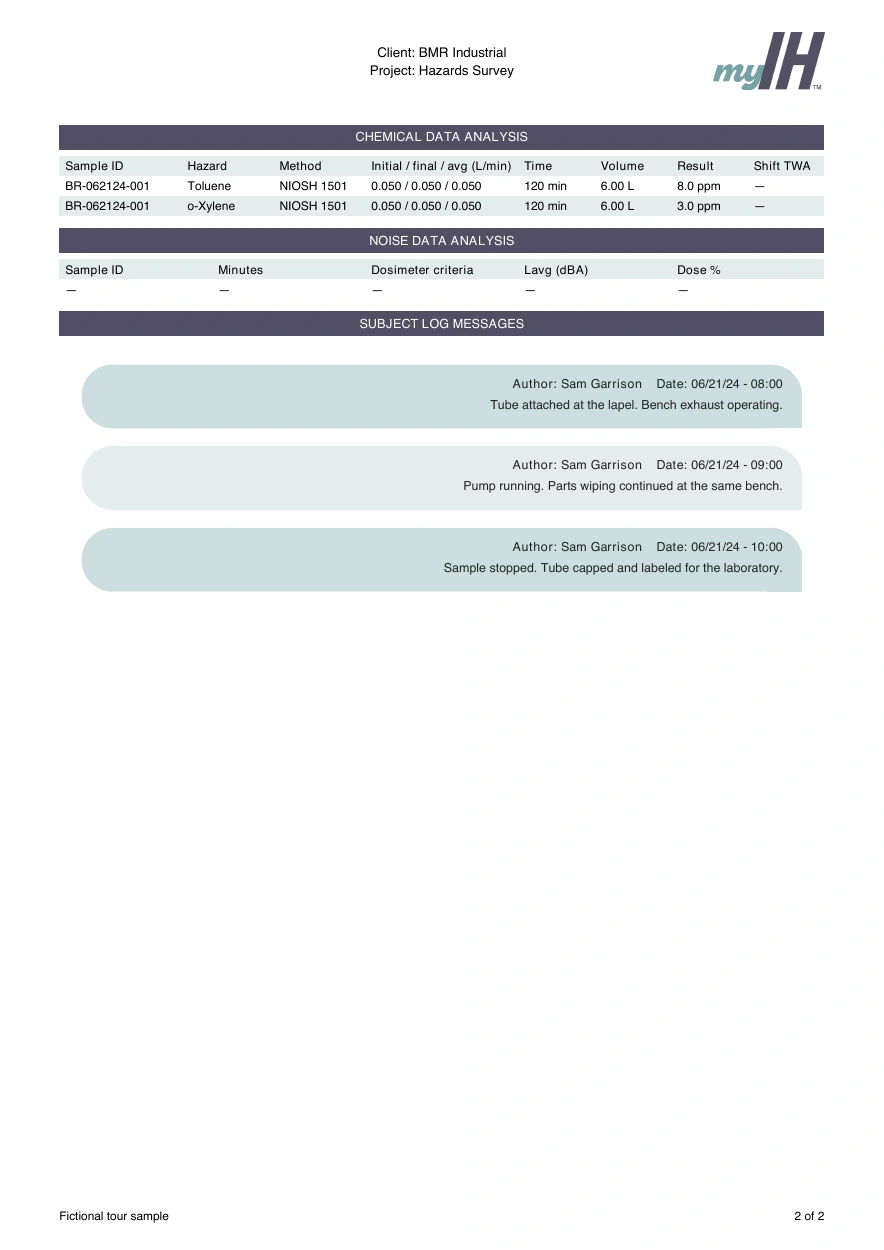 Client: BMR Industrial
Project: Hazards Survey
myIH™
CHEMICAL DATA ANALYSIS
Sample ID Hazard Method Initial / final / avg (L/min) Time Volume Result Shift TWA
BR-062124-001 Toluene NIOSH 1501 0.050 / 0.050 / 0.050 120 min 6.00 L 8.0 ppm —
BR-062124-001 o-Xylene NIOSH 1501 0.050 / 0.050 / 0.050 120 min 6.00 L 3.0 ppm —
NOISE DATA ANALYSIS
Sample ID Minutes Dosimeter criteria Lavg (dBA) Dose %
— — — — —
SUBJECT LOG MESSAGES
Author: Sam Garrison Date: 06/21/24 - 08:00
Tube attached at the lapel. Bench exhaust operating.
Author: Sam Garrison Date: 06/21/24 - 09:00
Pump running. Parts wiping continued at the same bench.
Author: Sam Garrison Date: 06/21/24 - 10:00
Sample stopped. Tube capped and labeled for the laboratory.
Fictional tour sample 2 of 2